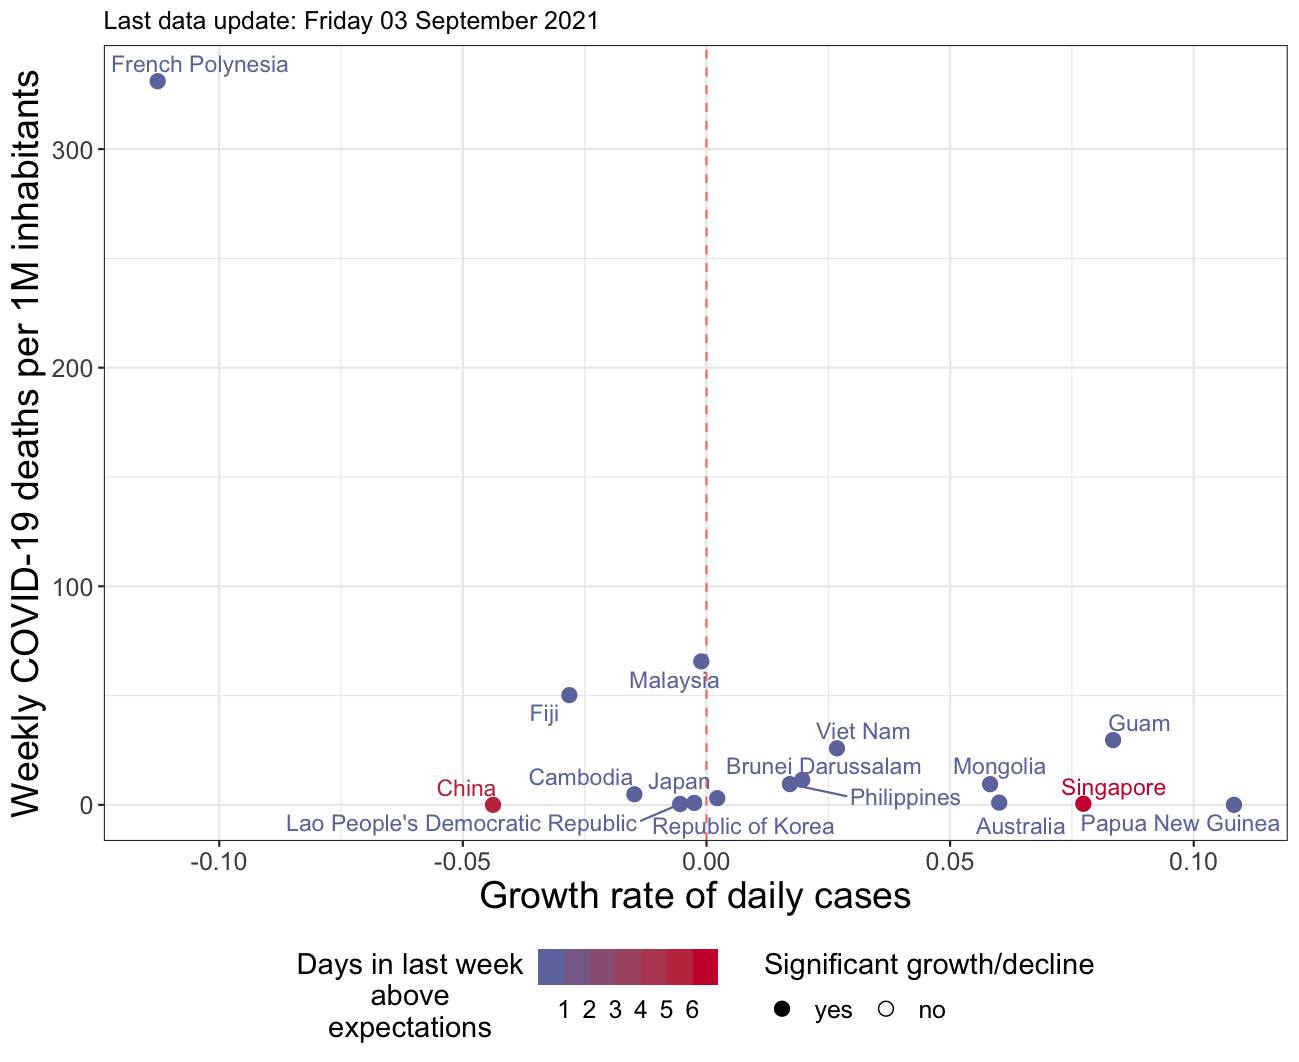 Last data update: Friday 03 September 2021
French Polynesia
Weekly COVID-19 deaths per 1M inhabitants
300
200
100
0
Malaysia
Fiji
Guam
Viet Nam
Brunei Darussalam
Mongolia
Cambodia
Japan
China
Singapore
Philippines
Lao People's Democratic Republic
Republic of Korea
Australia
Papua New Guinea
-0.10 -0.05 0.00 0.05 0.10
Growth rate of daily cases
Days in last week
above
expectations
1 2 3 4 5 6
Significant growth/decline
yes no